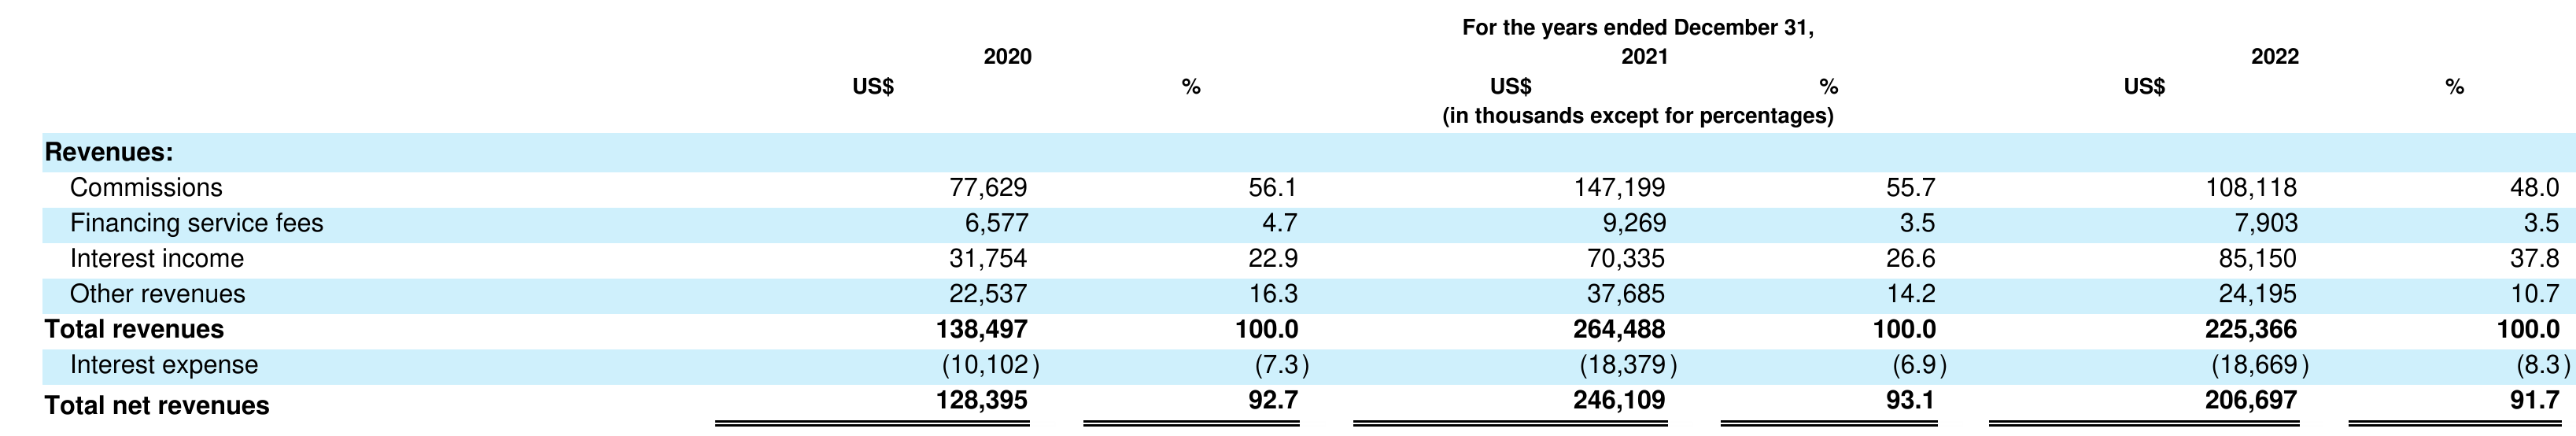 For the years ended December 31,
2020 2021 2022
US$ % US$ % US$ %
(in thousands except for percentages)
Revenues:
Commissions 77,629 56.1 147,199 55.7 108,118 48.0
Financing service fees 6,577 4.7 9,269 3.5 7,903 3.5
Interest income 31,754 22.9 70,335 26.6 85,150 37.8
Other revenues 22,537 16.3 37,685 14.2 24,195 10.7
Total revenues 138,497 100.0 264,488 100.0 225,366 100.0
Interest expense (10,102) (7.3) (18,379) (6.9) (18,669) (8.3)
Total net revenues 128,395 92.7 246,109 93.1 206,697 91.7